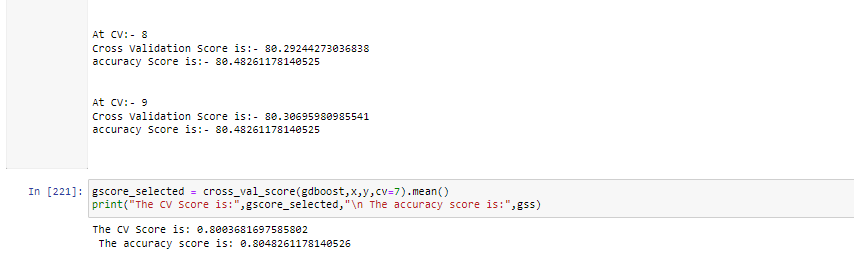 At CV:- 8
Cross Validation Score is:- 80.29244273036838
accuracy Score is:- 80.48261178140525
At CV:- 9
Cross Validation Score is:- 80.30695980985541
accuracy Score is:- 80.48261178140525
In [221]: gscore_selected = cross_val_score(gdboost,x,y,cv=7).mean()
print("The CV Score is:",gscore_selected,"\n The accuracy score is:",gss)
The CV Score is: 0.8003681697585802
The accuracy score is: 0.8048261178140526